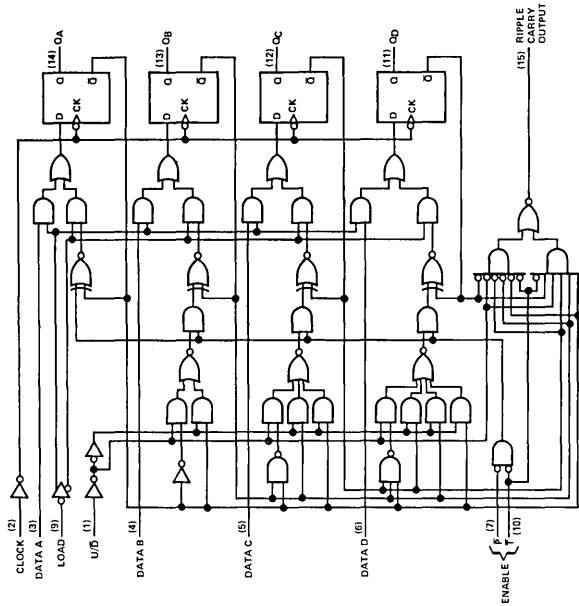 (14) QA
(13) QB
(12) QC
(11) QD
(15) RIPPLE
CARRY
OUTPUT
Q Q̅
D CK
Q Q̅
D CK
Q Q̅
D CK
Q Q̅
D CK
CLOCK (2)
DATA A (3)
LOAD (9)
U/D̅ (1)
DATA B (4)
DATA C (5)
DATA D (6)
ENABLE { P̅ (7)
T̅ (10)